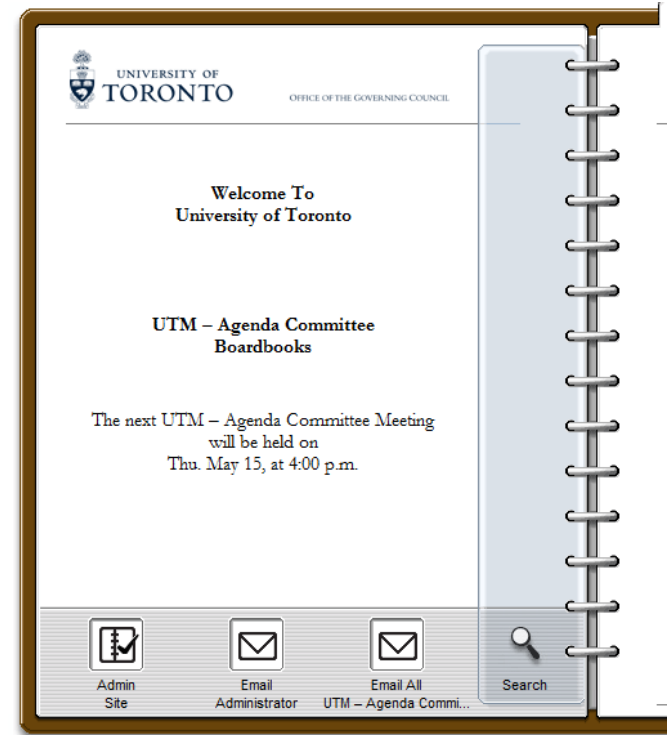 UNIVERSITY OF
TORONTO
OFFICE OF THE GOVERNING COUNCIL
Welcome To
University of Toronto
UTM – Agenda Committee
Boardbooks
The next UTM – Agenda Committee Meeting
will be held on
Thu. May 15, at 4:00 p.m.
Admin
Site
Email
Administrator
Email All
UTM – Agenda Commi...
Search